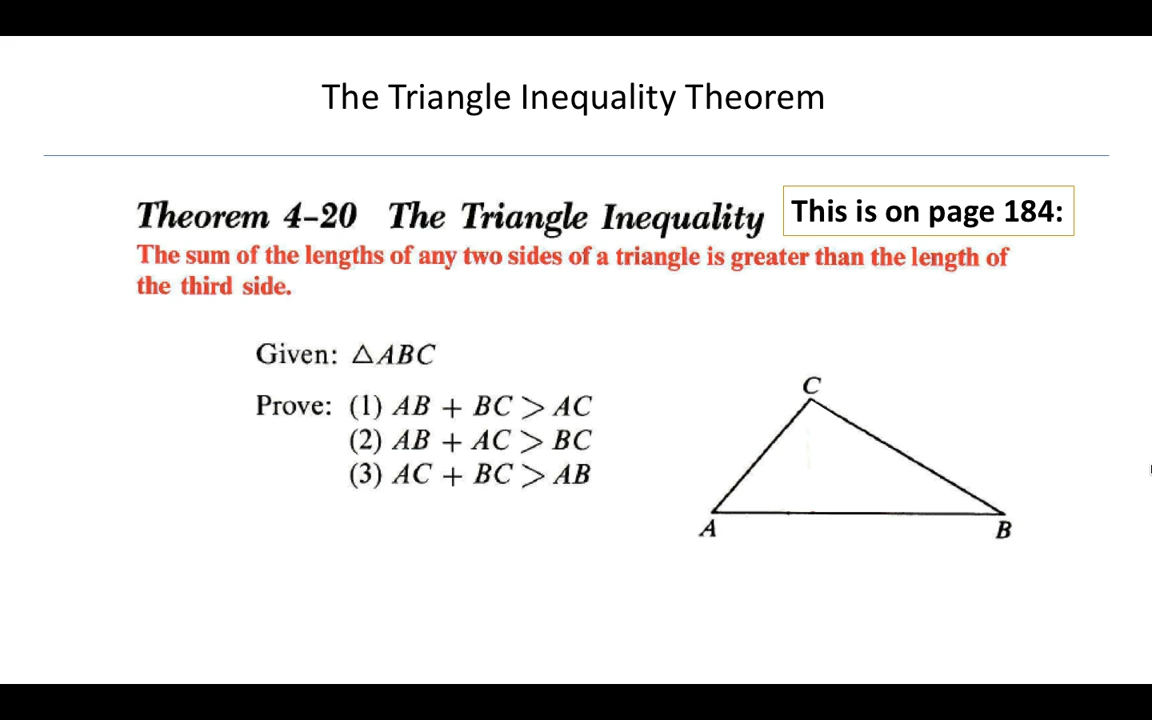 The Triangle Inequality Theorem
Theorem 4–20 The Triangle Inequality
This is on page 184:
The sum of the lengths of any two sides of a triangle is greater than the length of
the third side.
Given: △ABC
Prove: (1) AB + BC > AC
(2) AB + AC > BC
(3) AC + BC > AB
C
A
B